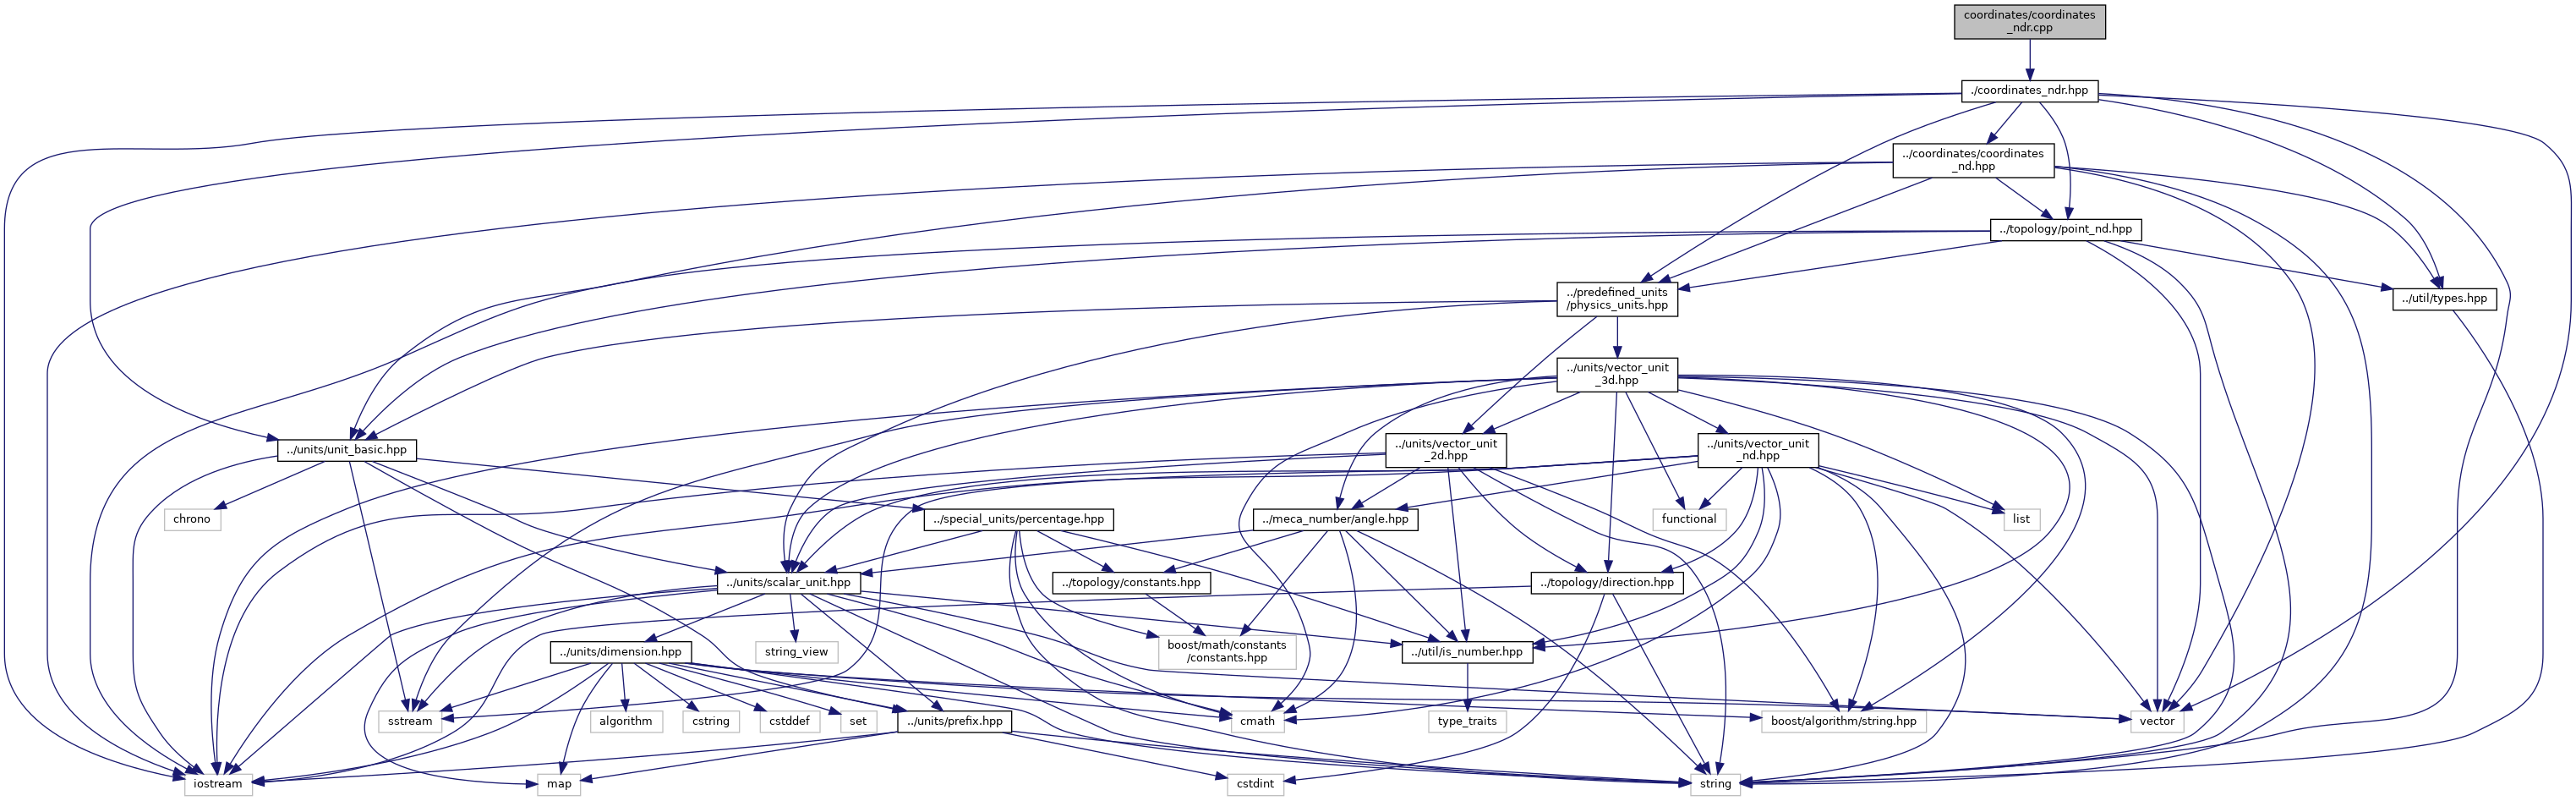 coordinates/coordinates
_ndr.cpp
./coordinates_ndr.hpp
../coordinates/coordinates
_nd.hpp
../topology/point_nd.hpp
../predefined_units
/physics_units.hpp
../util/types.hpp
../units/vector_unit
_3d.hpp
../units/unit_basic.hpp
../units/vector_unit
_2d.hpp
../units/vector_unit
_nd.hpp
chrono
../special_units/percentage.hpp
../meca_number/angle.hpp
functional
list
../units/scalar_unit.hpp
../topology/constants.hpp
../topology/direction.hpp
../units/dimension.hpp
string_view
boost/math/constants
/constants.hpp
../util/is_number.hpp
sstream
algorithm
cstring
cstddef
set
../units/prefix.hpp
cmath
type_traits
boost/algorithm/string.hpp
vector
iostream
map
cstdint
string